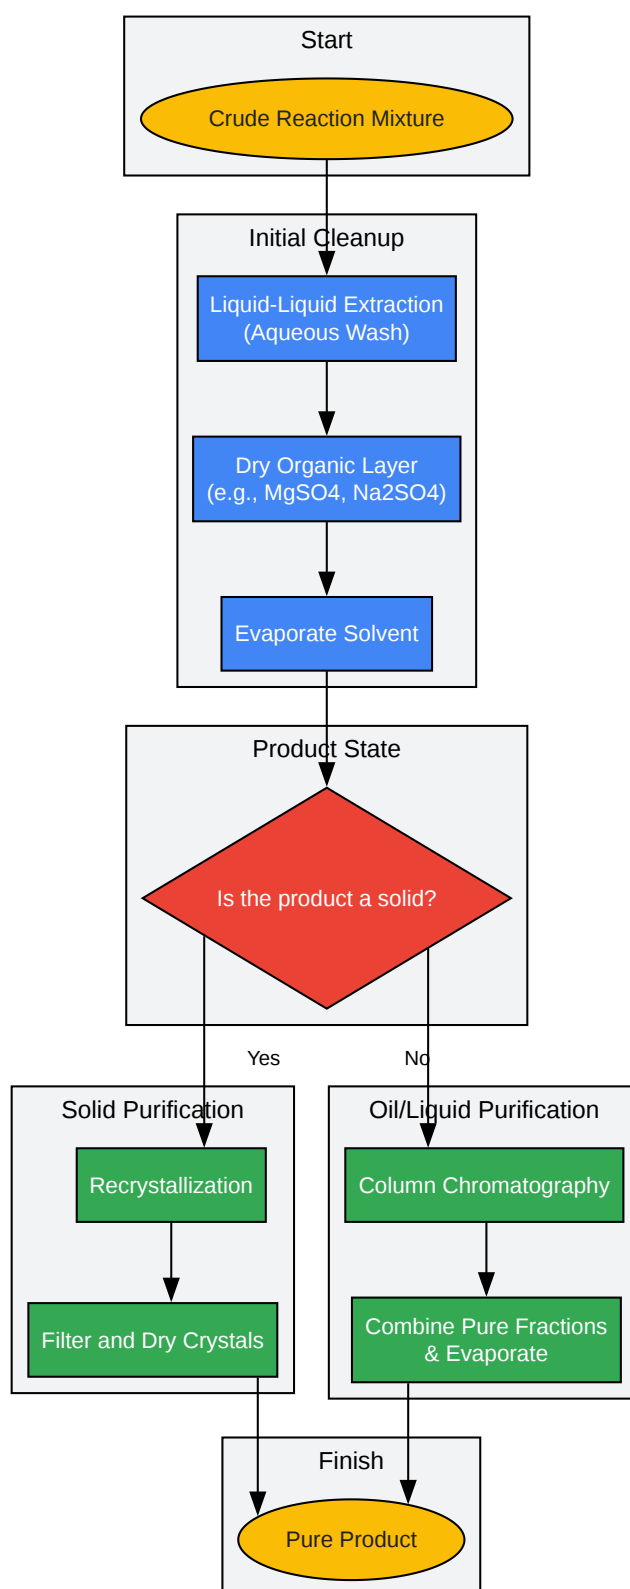 Start
Crude Reaction Mixture
Initial Cleanup
Liquid-Liquid Extraction
(Aqueous Wash)
Dry Organic Layer
(e.g., MgSO4, Na2SO4)
Evaporate Solvent
Product State
Is the product a solid?
Yes
No
Solid Purification
Recrystallization
Filter and Dry Crystals
Oil/Liquid Purification
Column Chromatography
Combine Pure Fractions
& Evaporate
Finish
Pure Product